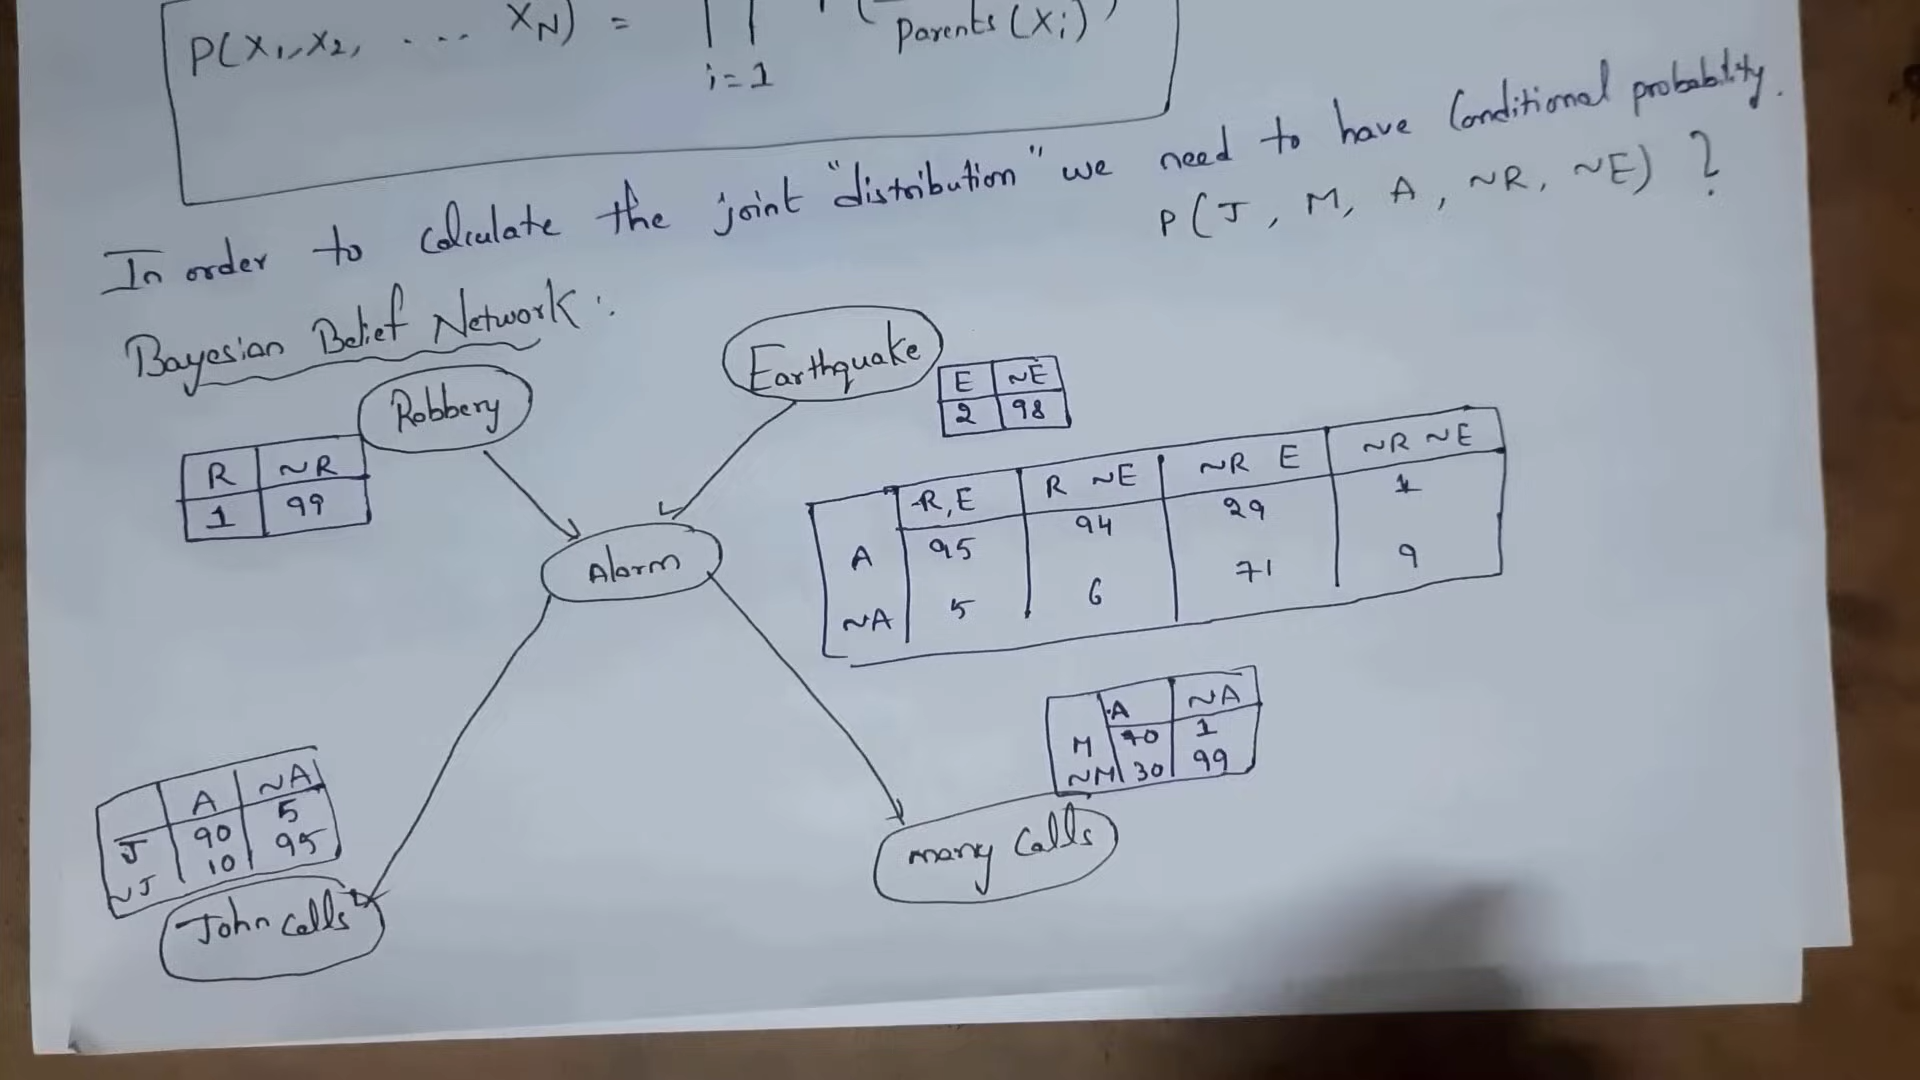 P(X1, X2, ... XN) = 
i=1
Parents (Xi)
In order to calculate the joint "distribution" we need to have Conditional probability.
P(J, M, A, ~R, ~E) ?
Bayesian Belief Network:
Earthquake
E ~E
2 98
Robbery
R ~R
1 99
R,E R ~E ~R E ~R ~E
A 95 94 29 1
~A 5 6 71 9
Alarm
A ~A
M 70 1
~M 30 99
A ~A
J 90 5
~J 10 95
many Calls
John Calls